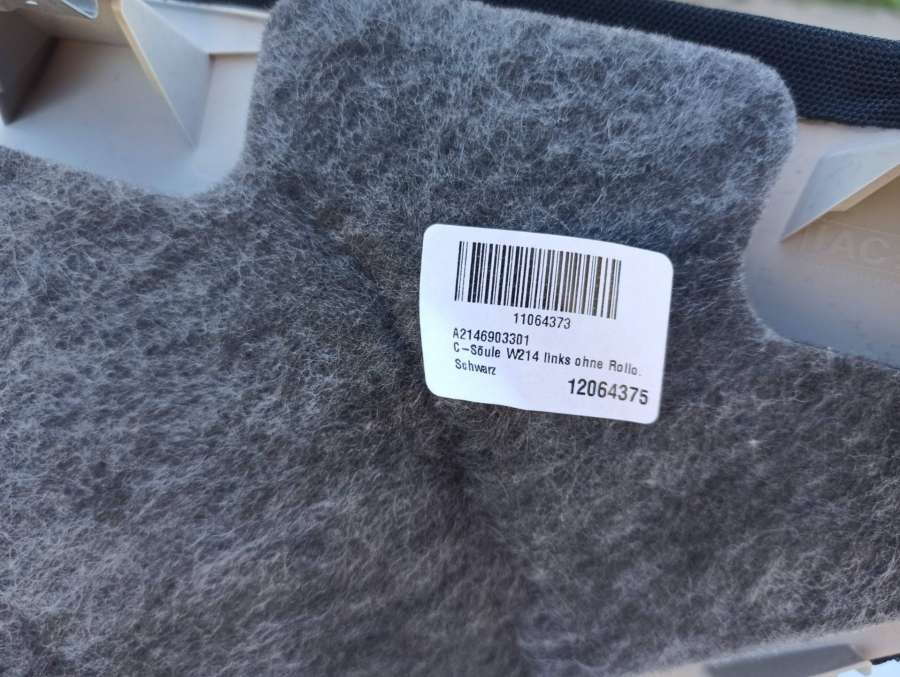 11064373
A2146903301
C-Säule W214 links ohne Rollo.
Schwarz
12064375